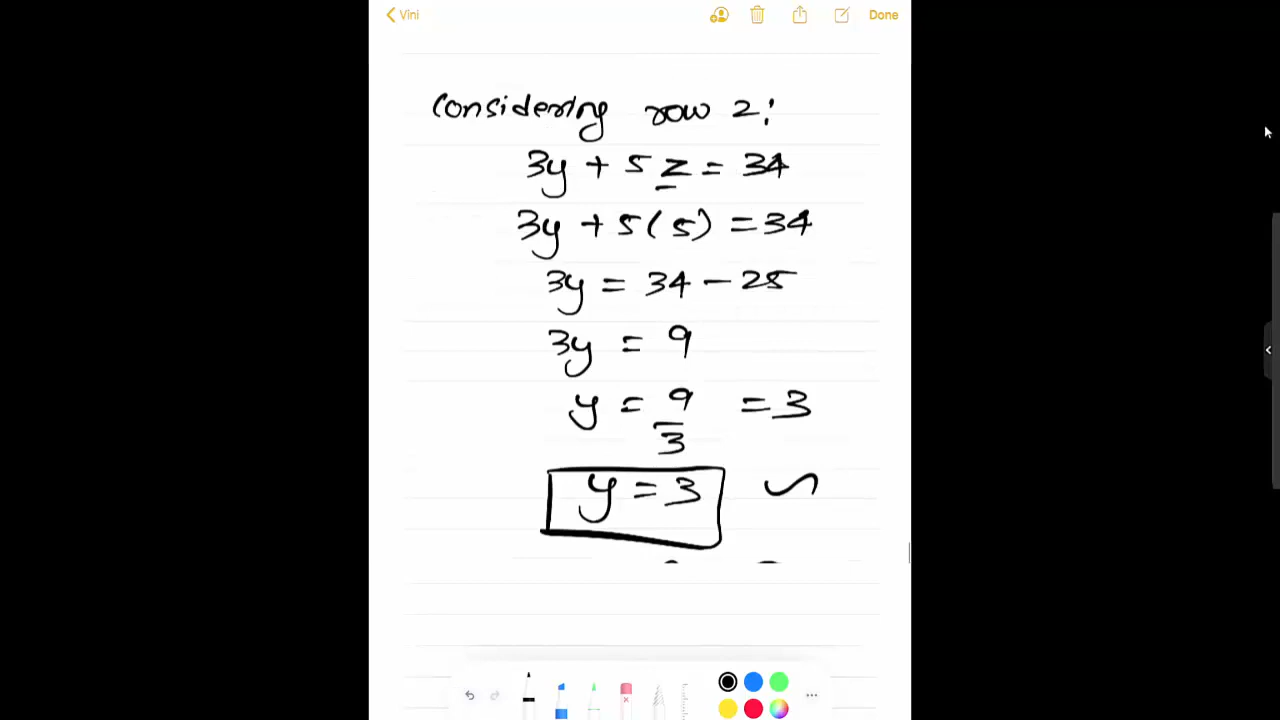 Vini
Done
Considering row 2:
3y + 5z = 34
3y + 5(5) = 34
3y = 34 - 25
3y = 9
y = 9/3 = 3
y = 3